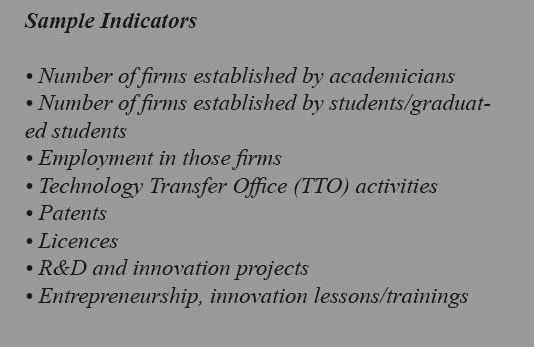 Sample Indicators
• Number of firms established by academicians
• Number of firms established by students/graduat-
ed students
• Employment in those firms
• Technology Transfer Office (TTO) activities
• Patents
• Licences
• R&D and innovation projects
• Entrepreneurship, innovation lessons/trainings